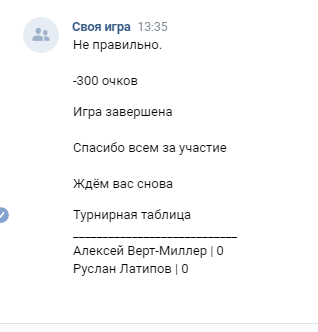 Своя игра 13:35
Не правильно.
-300 очков
Игра завершена
Спасибо всем за участие
Ждём вас снова
Турнирная таблица
____________________________
Алексей Верт-Миллер | 0
Руслан Латипов | 0